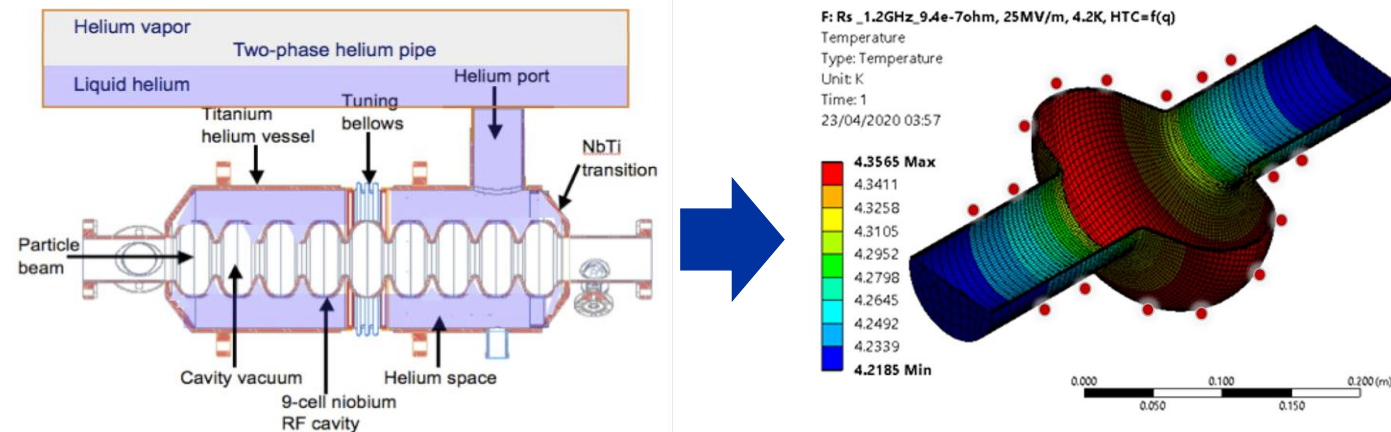 Helium vapor
Two-phase helium pipe
Liquid helium
Helium port
Titanium
helium vessel
Tuning
bellows
NbTi
transition
Particle
beam
Cavity vacuum
Helium space
9-cell niobium
RF cavity
F: Rs _1.2GHz_9.4e-7ohm, 25MV/m, 4.2K, HTC=f(q)
Temperature
Type: Temperature
Unit: K
Time: 1
23/04/2020 03:57
4.3565 Max
4.3411
4.3258
4.3105
4.2952
4.2798
4.2645
4.2492
4.2339
4.2185 Min
0.000
0.100
0.200 (m)
0.050
0.150